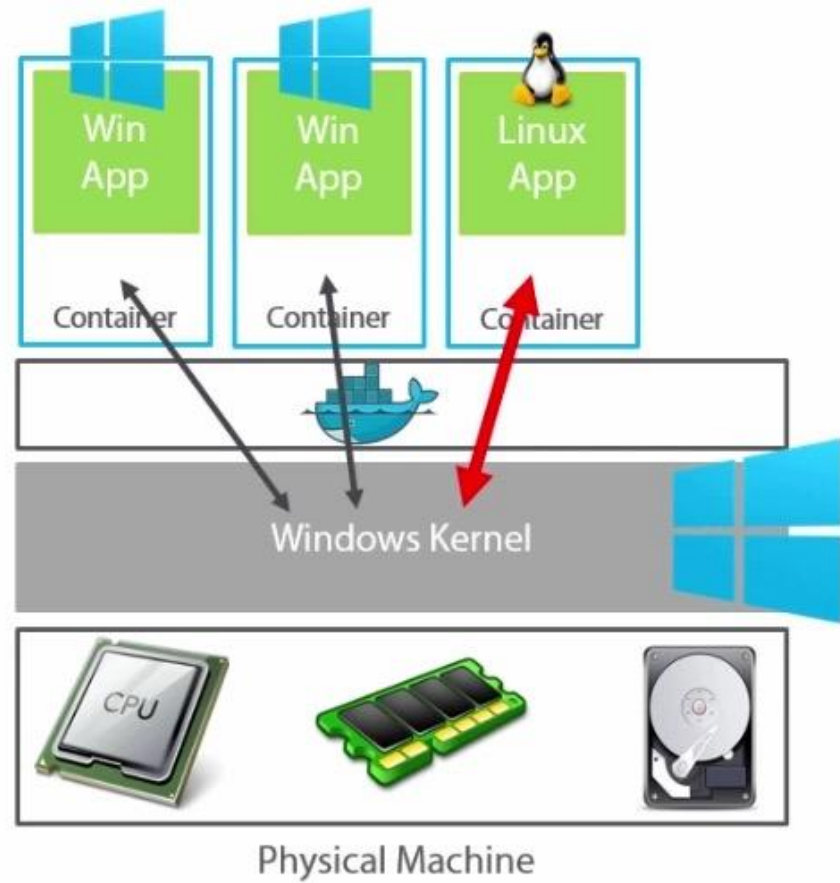 Win
App
Win
App
Linux
App
Container
Container
Container
Windows Kernel
CPU
Physical Machine